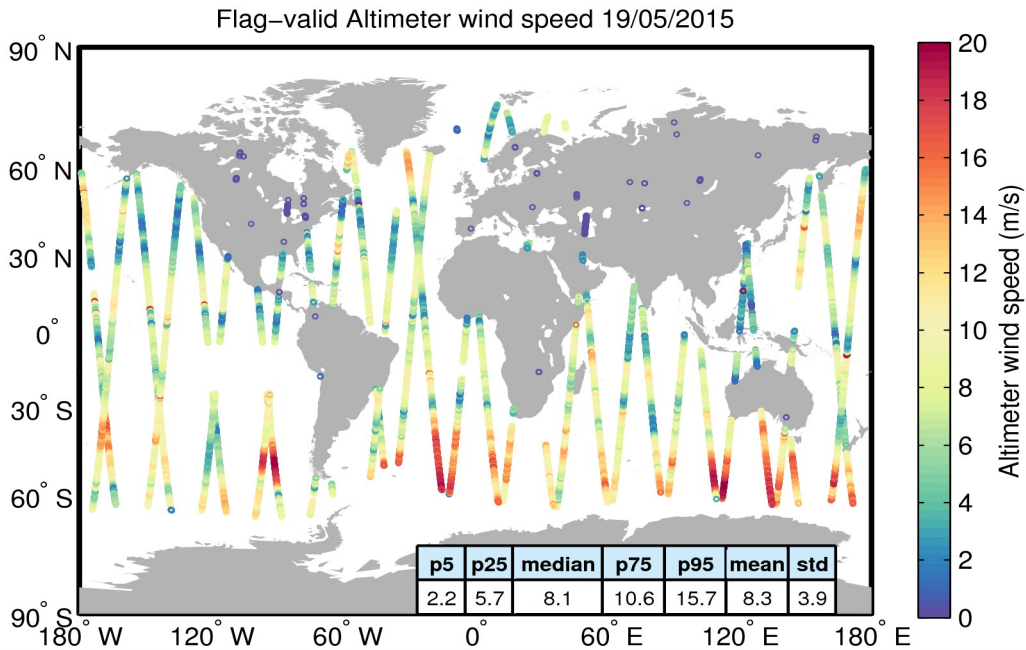 Flag−valid Altimeter wind speed 19/05/2015
90° N
60° N
30° N
0°
30° S
60° S
90° S
180° W
120° W
60° W
0°
60° E
120° E
180° E
p5 p25 median p75 p95 mean std
2.2 5.7 8.1 10.6 15.7 8.3 3.9
20
18
16
14
12
10
8
6
4
2
0
Altimeter wind speed (m/s)